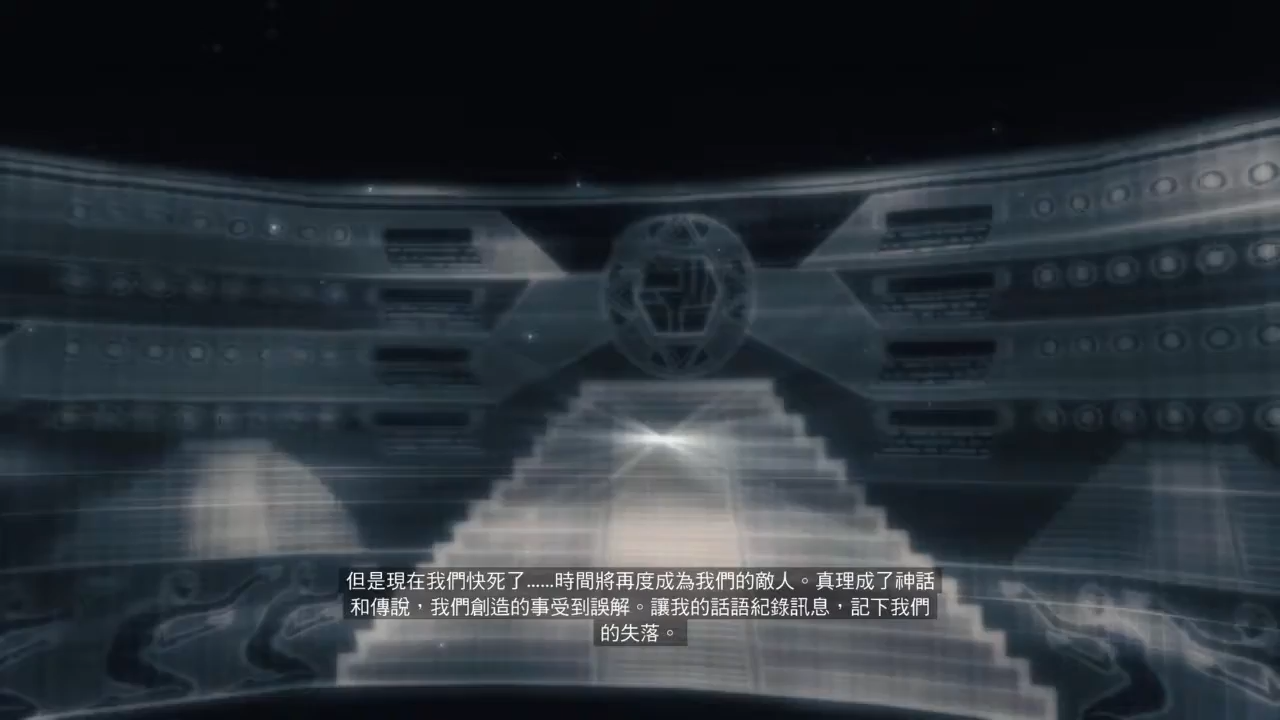 但是現在我們快死了......時間將再度成為我們的敵人。真理成了神話
和傳說，我們創造的事受到誤解。讓我的話語紀錄訊息，記下我們
的失落。